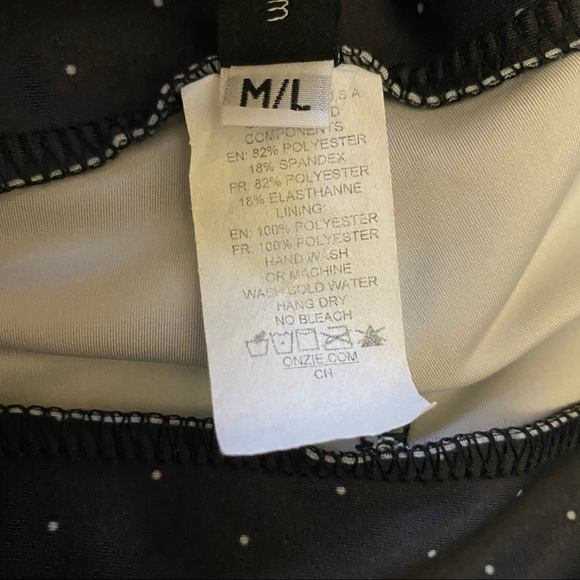 M/L
U.S.A
COMPONENTS
EN: 82% POLYESTER
18% SPANDEX
FR: 82% POLYESTER
18% ELASTHANNE
LINING:
EN: 100% POLYESTER
FR: 100% POLYESTER
HAND WASH
OR MACHINE
WASH COLD WATER
HANG DRY
NO BLEACH
ONZIE.COM
CH